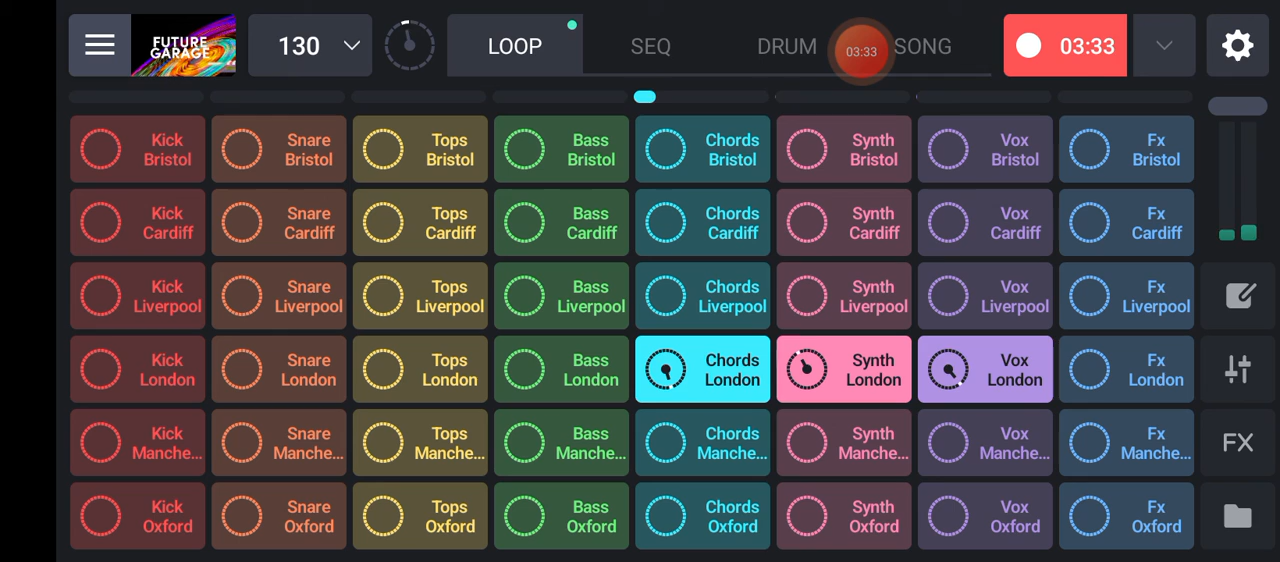 FUTURE
GARAGE
130
LOOP
SEQ
DRUM
03:33
SONG
03:33
Kick
Bristol
Snare
Bristol
Tops
Bristol
Bass
Bristol
Chords
Bristol
Synth
Bristol
Vox
Bristol
Fx
Bristol
Kick
Cardiff
Snare
Cardiff
Tops
Cardiff
Bass
Cardiff
Chords
Cardiff
Synth
Cardiff
Vox
Cardiff
Fx
Cardiff
Kick
Liverpool
Snare
Liverpool
Tops
Liverpool
Bass
Liverpool
Chords
Liverpool
Synth
Liverpool
Vox
Liverpool
Fx
Liverpool
Kick
London
Snare
London
Tops
London
Bass
London
Chords
London
Synth
London
Vox
London
Fx
London
Kick
Manche...
Snare
Manche...
Tops
Manche...
Bass
Manche...
Chords
Manche...
Synth
Manche...
Vox
Manche...
Fx
Manche...
FX
Kick
Oxford
Snare
Oxford
Tops
Oxford
Bass
Oxford
Chords
Oxford
Synth
Oxford
Vox
Oxford
Fx
Oxford